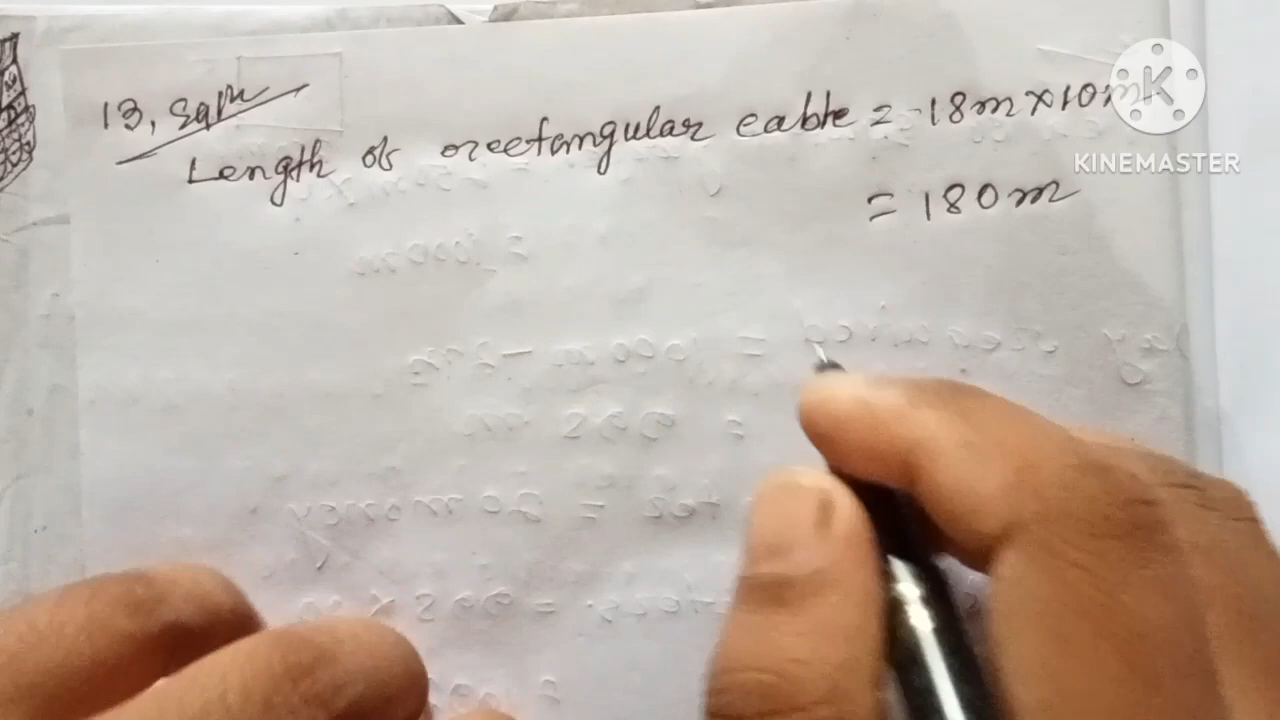 13, Soln
Length of rectangular cable = 18m × 10m
= 180m
KINEMASTER